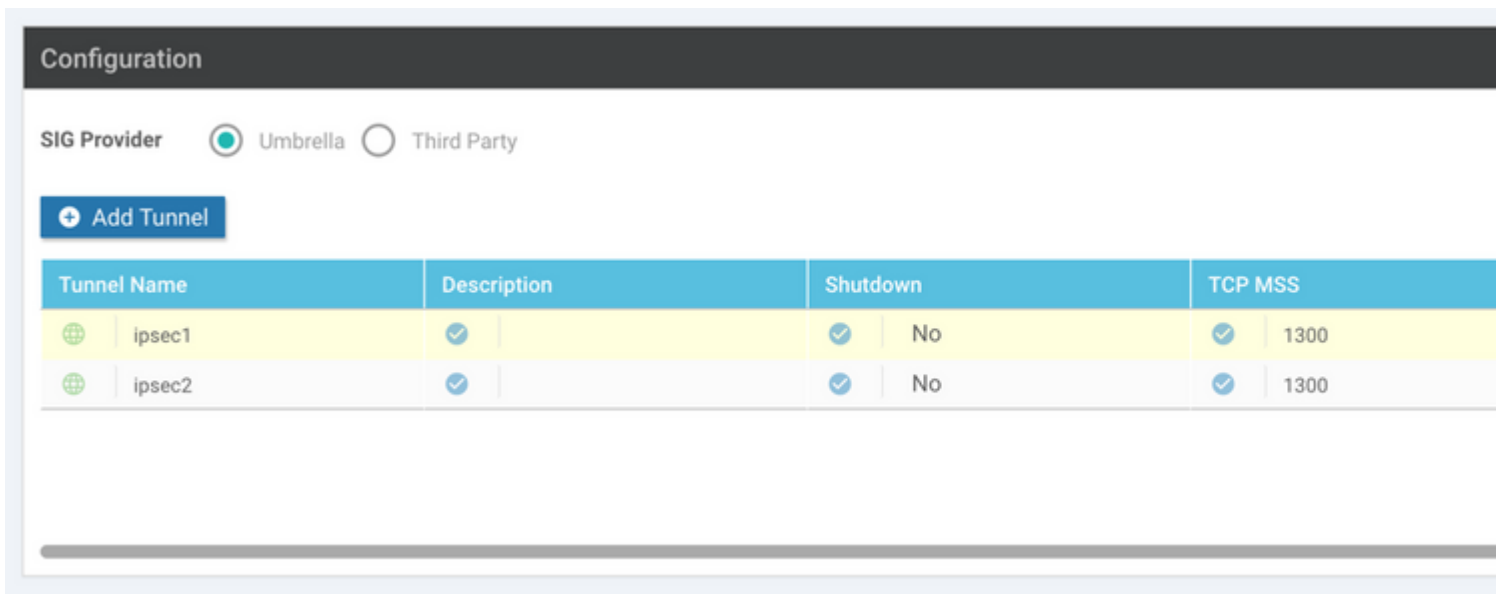 Configuration
SIG Provider Umbrella Third Party
Add Tunnel
Tunnel Name Description Shutdown TCP MSS
ipsec1 No 1300
ipsec2 No 1300